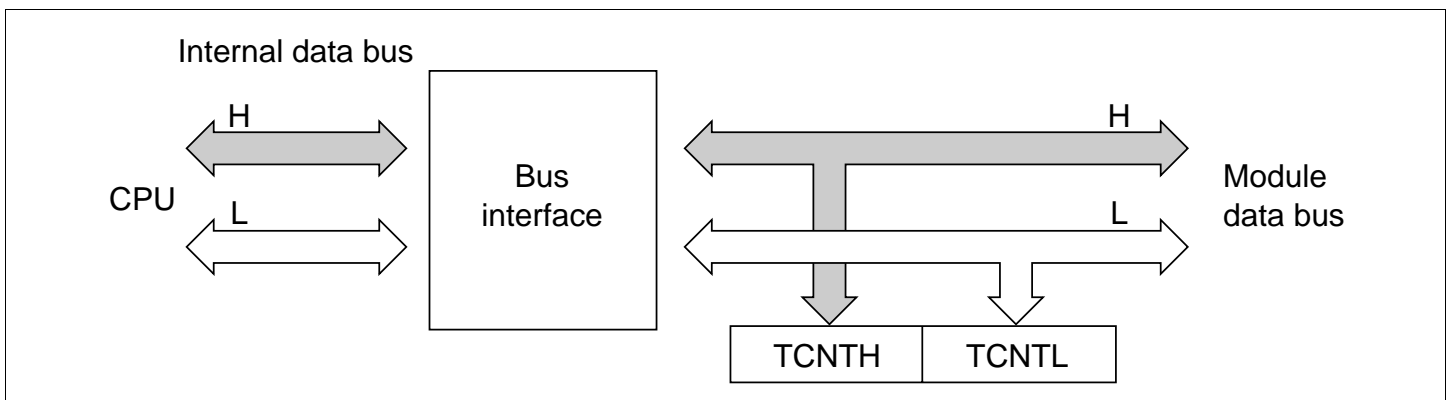 Internal data bus
H
H
CPU
L
Bus
interface
L
Module
data bus
TCNTH
TCNTL